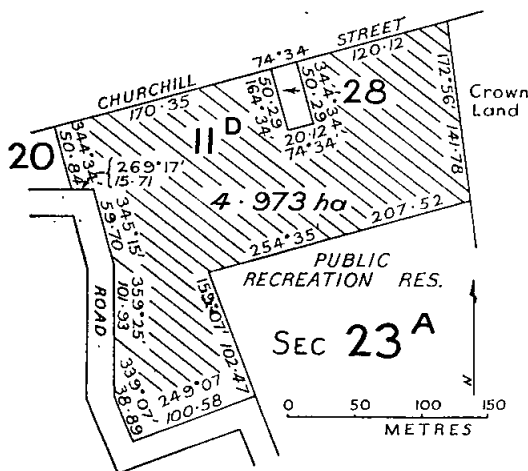 74°34
STREET
120·12
CHURCHILL
170·35
50·29
164°34'
344°34'
50·29
20·12
74°34'
28
172°56'
141·78
Crown
Land
20
344°34'
50·84
269°17'
15·71
11D
4·973 ha
345°15'
59·70
254°35'
207·52
PUBLIC
RECREATION RES.
ROAD
359°25'
101·93
159°07'
102·47
SEC 23A
339°07'
38·89
249°07
100·58
N
0 50 100 150
METRES